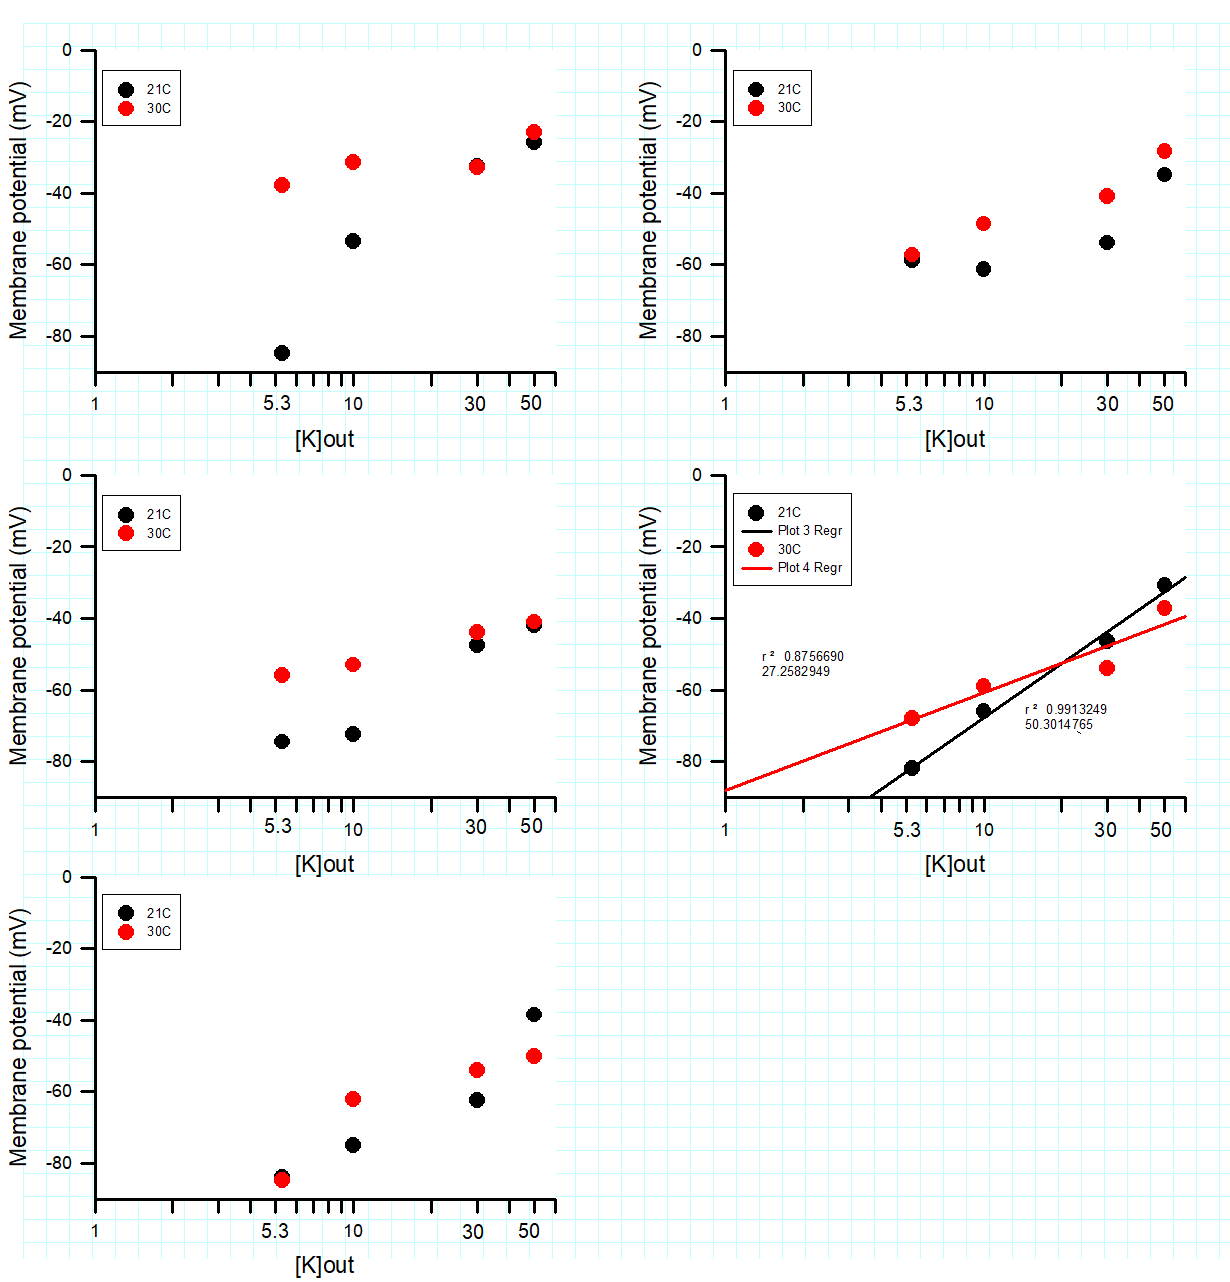 0
-20
-40
-60
-80
Membrane potential (mV)
21C
30C
1
5.3
10
30
50
[K]out
0
-20
-40
-60
-80
Membrane potential (mV)
21C
30C
1
5.3
10
30
50
[K]out
0
-20
-40
-60
-80
Membrane potential (mV)
21C
30C
1
5.3
10
30
50
[K]out
0
-20
-40
-60
-80
Membrane potential (mV)
21C
Plot 3 Regr
30C
Plot 4 Regr
r ² 0.8756690
27.2582949
r ² 0.9913249
50.3014765
1
5.3
10
30
50
[K]out
0
-20
-40
-60
-80
Membrane potential (mV)
21C
30C
1
5.3
10
30
50
[K]out